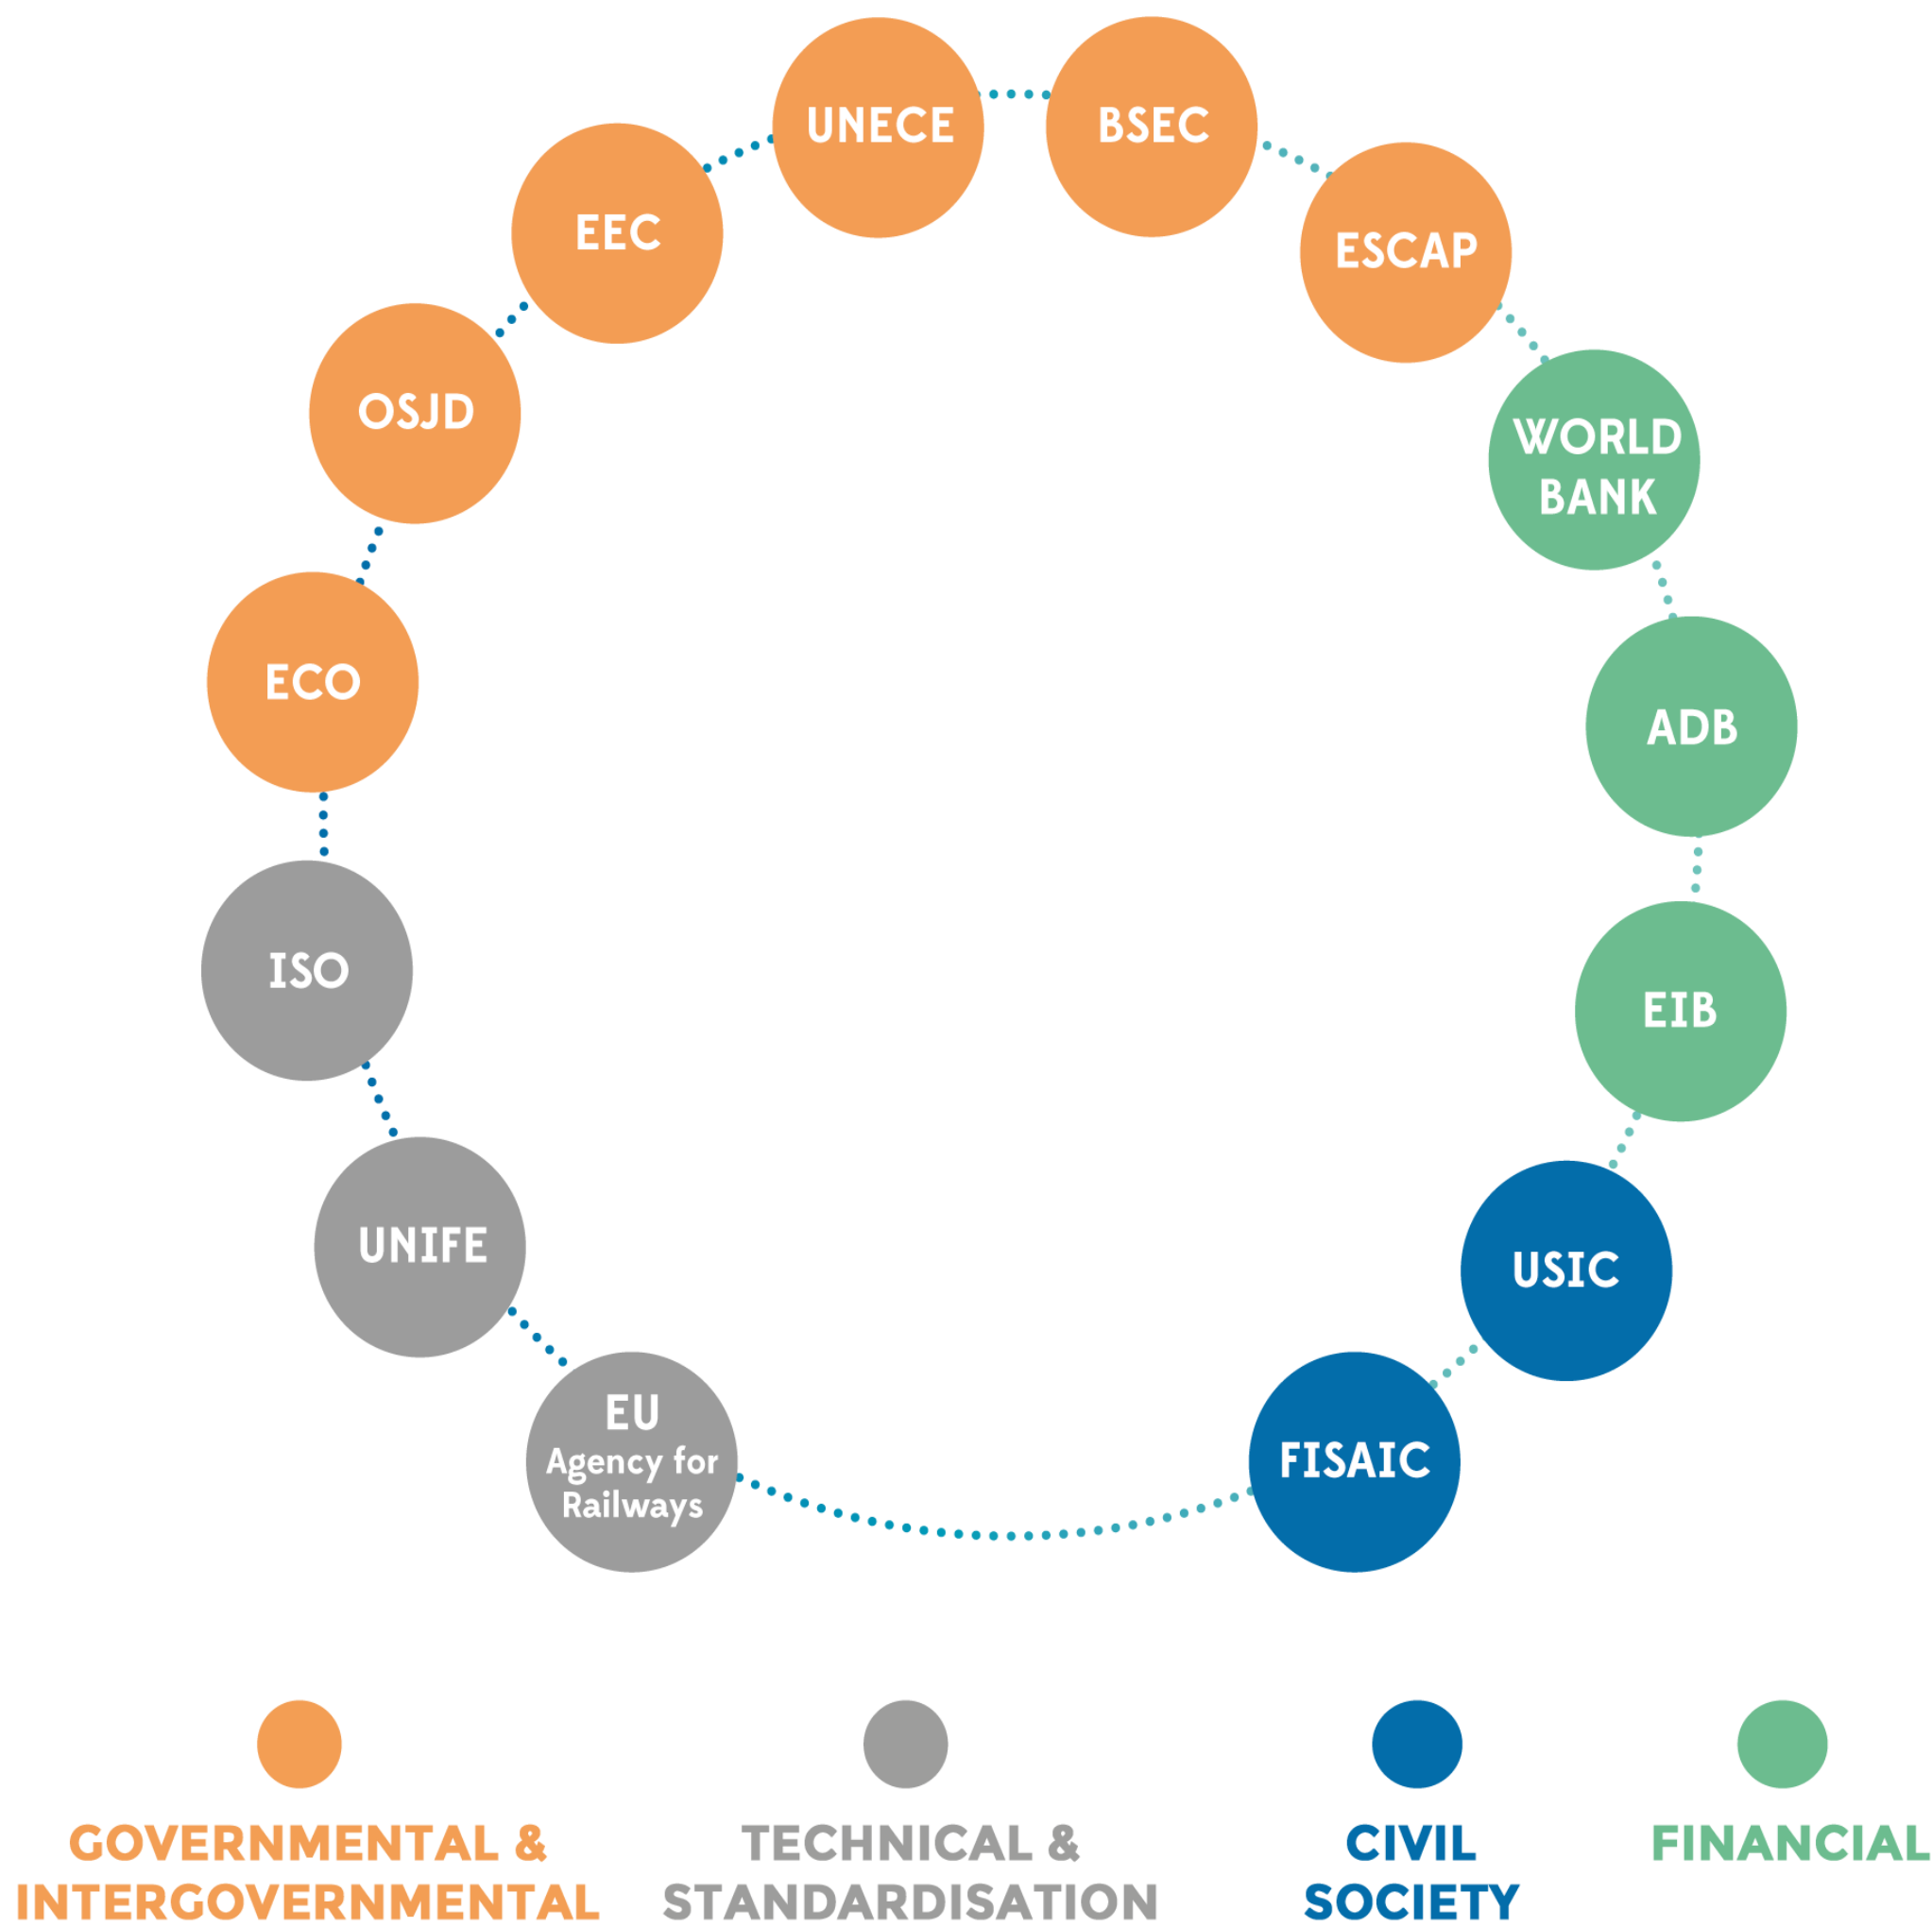 UNECE
BSEC
EEC
ESCAP
OSJD
WORLD
BANK
ECO
ADB
ISO
EIB
UNIFE
USIC
EU
Agency for
Railways
FISAIC
GOVERNMENTAL &
INTERGOVERNMENTAL
TECHNICAL &
STANDARDISATION
CIVIL
SOCIETY
FINANCIAL